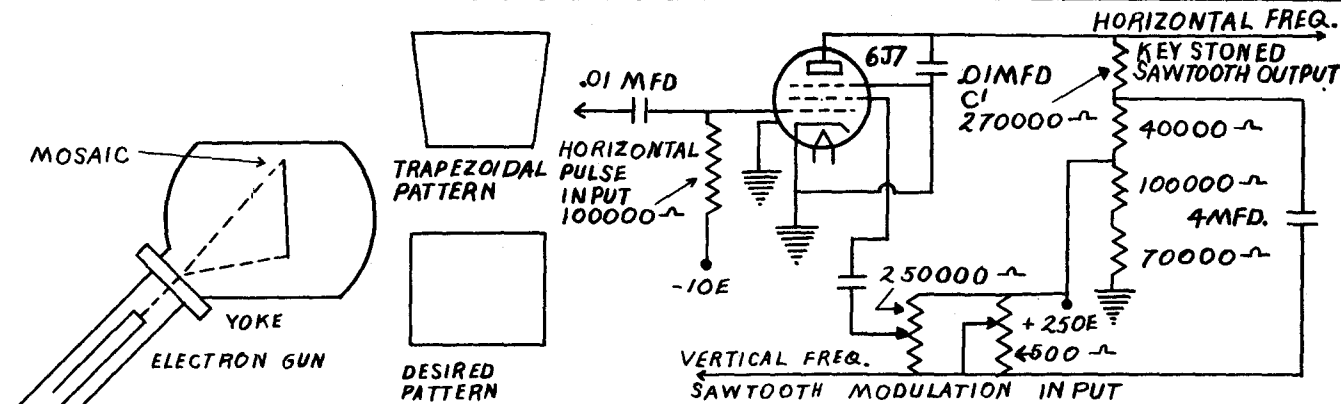 MOSAIC
YOKE
ELECTRON GUN
TRAPEZOIDAL
PATTERN
DESIRED
PATTERN
.01 MFD
HORIZONTAL
PULSE
INPUT
100000 Ω
-10E
6J7
.01MFD
C'
270000 Ω
HORIZONTAL FREQ.
KEY STONED
SAWTOOTH OUTPUT
40000 Ω
100000 Ω
4MFD.
70000 Ω
250000 Ω
+250E
500 Ω
VERTICAL FREQ.
SAWTOOTH MODULATION INPUT